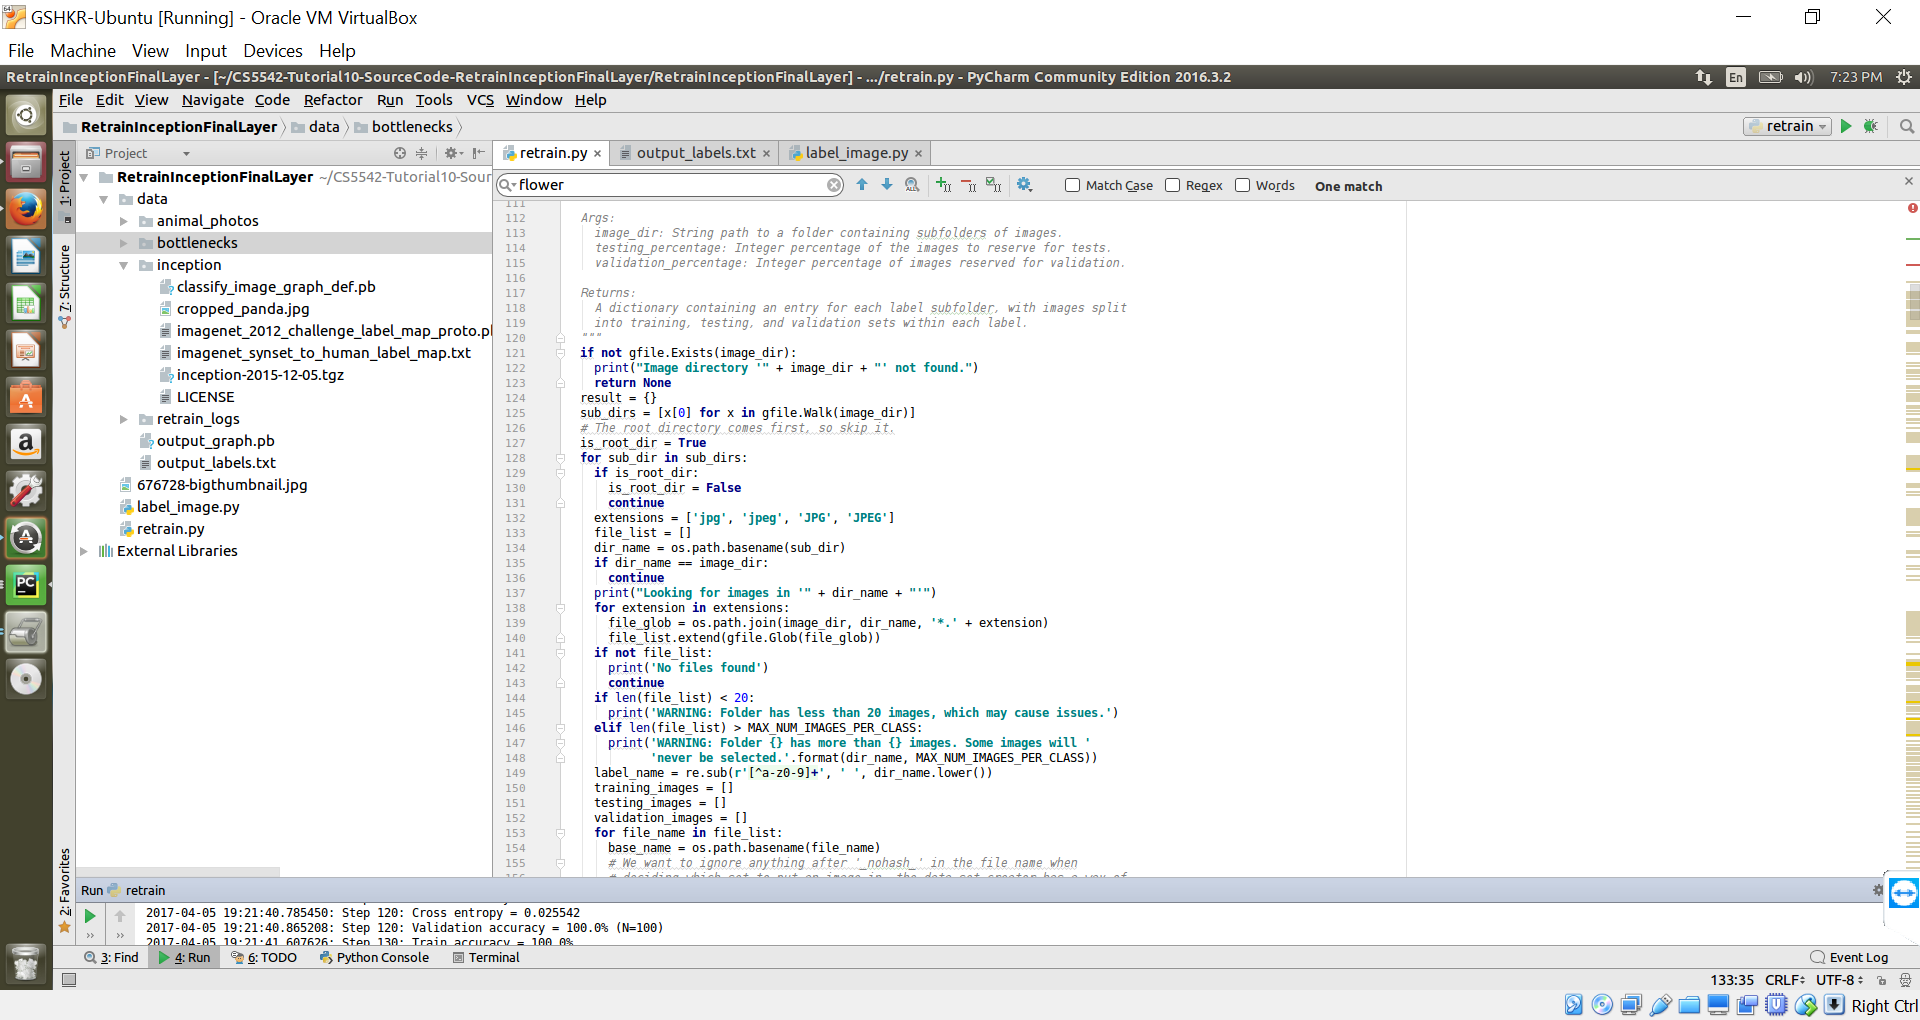 GSHKR-Ubuntu [Running] - Oracle VM VirtualBox
File Machine View Input Devices Help
RetrainInceptionFinalLayer - [~/CS5542-Tutorial10-SourceCode-RetrainInceptionFinalLayer/RetrainInceptionFinalLayer] - .../retrain.py - PyCharm Community Edition 2016.3.2 En 7:23 PM
File Edit View Navigate Code Refactor Run Tools VCS Window Help
RetrainInceptionFinalLayer data bottlenecks retrain
Project
retrain.py output_labels.txt label_image.py
flower Match Case Regex Words One match
1: Project
7: Structure
2: Favorites
RetrainInceptionFinalLayer ~/CS5542-Tutorial10-Sour
data
animal_photos
bottlenecks
inception
classify_image_graph_def.pb
cropped_panda.jpg
imagenet_2012_challenge_label_map_proto.pl
imagenet_synset_to_human_label_map.txt
inception-2015-12-05.tgz
LICENSE
retrain_logs
output_graph.pb
output_labels.txt
676728-bigthumbnail.jpg
label_image.py
retrain.py
External Libraries
111
112 Args:
113 image_dir: String path to a folder containing subfolders of images.
114 testing_percentage: Integer percentage of the images to reserve for tests.
115 validation_percentage: Integer percentage of images reserved for validation.
116
117 Returns:
118 A dictionary containing an entry for each label subfolder, with images split
119 into training, testing, and validation sets within each label.
120 """
121 if not gfile.Exists(image_dir):
122 print("Image directory '" + image_dir + "' not found.")
123 return None
124 result = {}
125 sub_dirs = [x[0] for x in gfile.Walk(image_dir)]
126 # The root directory comes first, so skip it.
127 is_root_dir = True
128 for sub_dir in sub_dirs:
129 if is_root_dir:
130 is_root_dir = False
131 continue
132 extensions = ['jpg', 'jpeg', 'JPG', 'JPEG']
133 file_list = []
134 dir_name = os.path.basename(sub_dir)
135 if dir_name == image_dir:
136 continue
137 print("Looking for images in '" + dir_name + "'")
138 for extension in extensions:
139 file_glob = os.path.join(image_dir, dir_name, '*.' + extension)
140 file_list.extend(gfile.Glob(file_glob))
141 if not file_list:
142 print('No files found')
143 continue
144 if len(file_list) < 20:
145 print('WARNING: Folder has less than 20 images, which may cause issues.')
146 elif len(file_list) > MAX_NUM_IMAGES_PER_CLASS:
147 print('WARNING: Folder {} has more than {} images. Some images will '
148 'never be selected.'.format(dir_name, MAX_NUM_IMAGES_PER_CLASS))
149 label_name = re.sub(r'[^a-z0-9]+', ' ', dir_name.lower())
150 training_images = []
151 testing_images = []
152 validation_images = []
153 for file_name in file_list:
154 base_name = os.path.basename(file_name)
155 # We want to ignore anything after '_nohash_' in the file name when
Run retrain
2017-04-05 19:21:40.785450: Step 120: Cross entropy = 0.025542
2017-04-05 19:21:40.865208: Step 120: Validation accuracy = 100.0% (N=100)
2017-04-05 19:21:41.607626: Step 130: Train accuracy = 100.0%
3: Find 4: Run 6: TODO Python Console Terminal Event Log
133:35 CRLF UTF-8
Right Ctrl